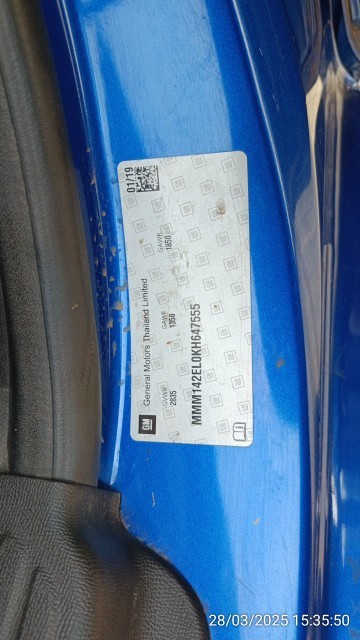 01/19
GM
General Motors Thailand Limited
GVWR GAWR GAWR
2835 1350 1850
MMM142EL0KH647555
28/03/2025 15:35:50